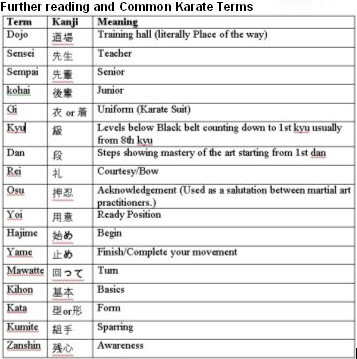 Further reading and Common Karate Terms
Term Kanji Meaning
Dojo 道場 Training hall (literally Place of the way)
Sensei 先生 Teacher
Sempai 先輩 Senior
kohai 後輩 Junior
Gi 衣 or 着 Uniform (Karate Suit)
Kyu 級 Levels below Black belt counting down to 1st kyu usually
from 8th kyu
Dan 段 Steps showing mastery of the art starting from 1st dan
Rei 礼 Courtesy/Bow
Osu 押忍 Acknowledgement (Used as a salutation between martial art
practitioners.)
Yoi 用意 Ready Position
Hajime 始め Begin
Yame 止め Finish/Complete your movement
Mawatte 回って Turn
Kihon 基本 Basics
Kata 型or形 Form
Kumite 組手 Sparring
Zanshin 残心 Awareness